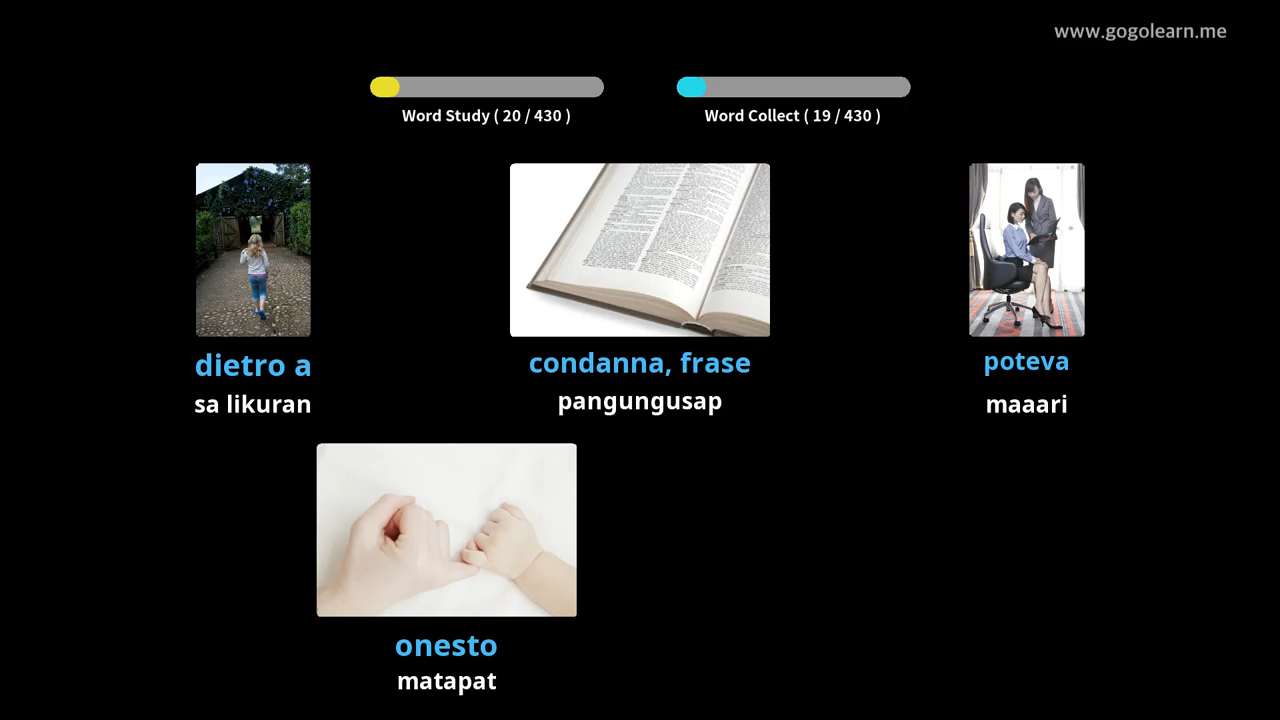 www.gogolearn.me
Word Study ( 20 / 430 )
Word Collect ( 19 / 430 )
dietro a
sa likuran
condanna, frase
pangungusap
poteva
maaari
onesto
matapat